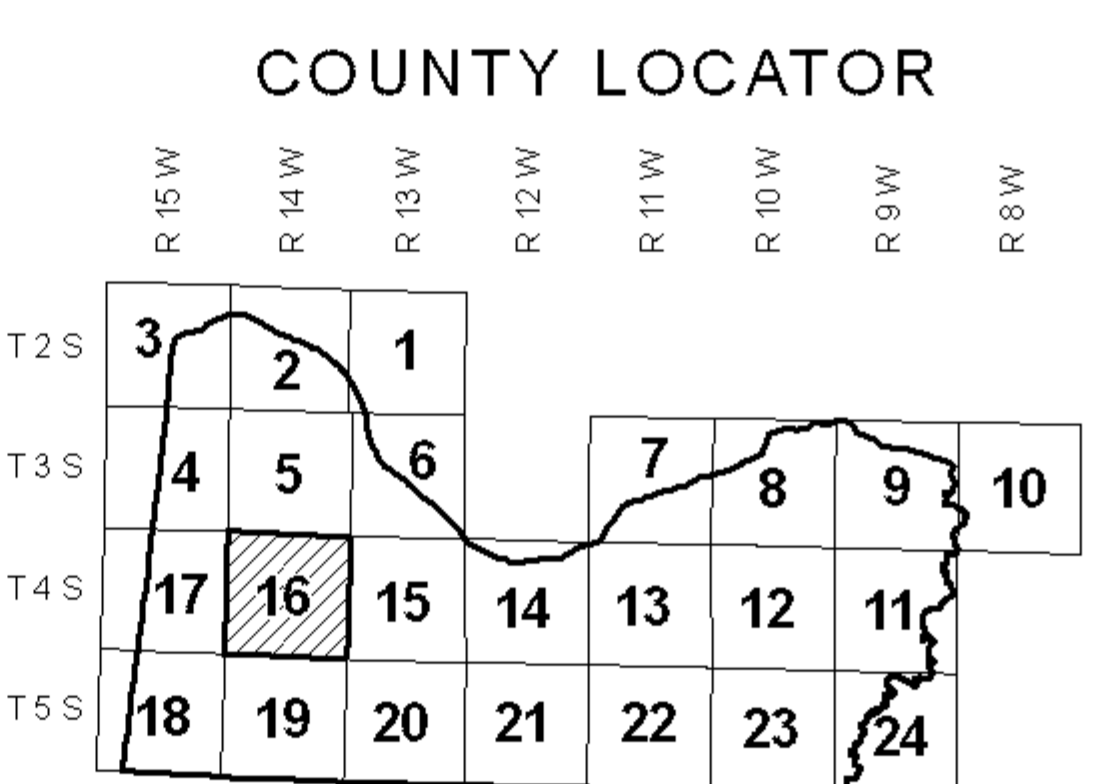 COUNTY LOCATOR
R 15 W R 14 W R 13 W R 12 W R 11 W R 10 W R 9 W R 8 W
T 2 S 3 2 1
T 3 S 4 5 6 7 8 9 10
T 4 S 17 16 15 14 13 12 11
T 5 S 18 19 20 21 22 23 24